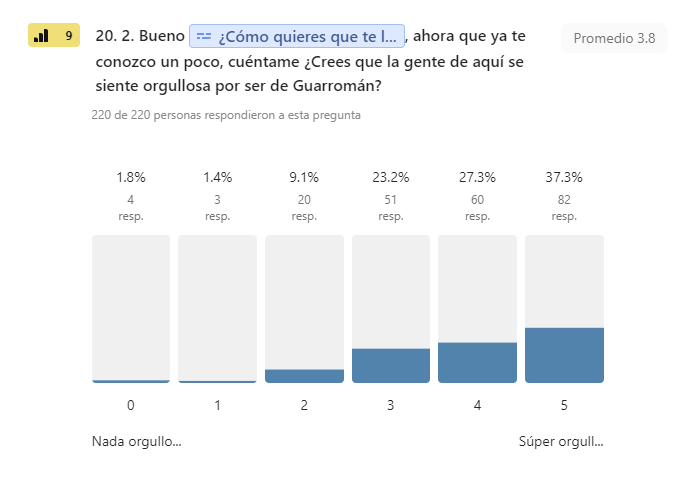 9
20. 2. Bueno ¿Cómo quieres que te l..., ahora que ya te
conozco un poco, cuéntame ¿Crees que la gente de aquí se
siente orgullosa por ser de Guarromán?
Promedio 3.8
220 de 220 personas respondieron a esta pregunta
1.8% 1.4% 9.1% 23.2% 27.3% 37.3%
4 3 20 51 60 82
resp. resp. resp. resp. resp. resp.
0 1 2 3 4 5
Nada orgullo... Súper orgull...